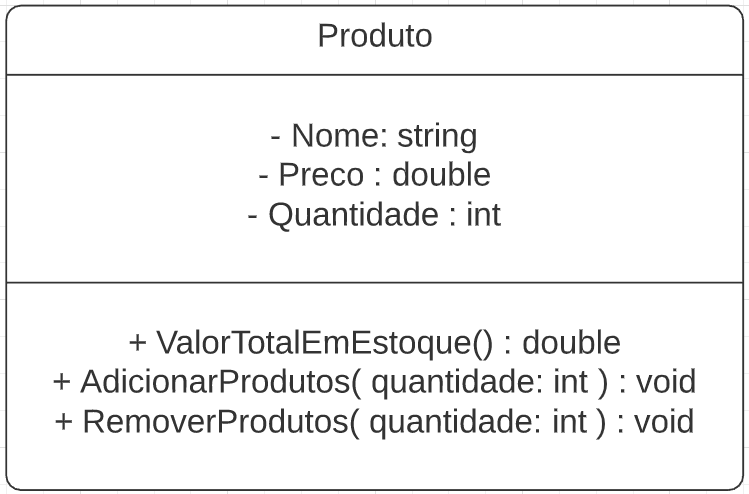 Produto
- Nome: string
- Preco : double
- Quantidade : int
+ ValorTotalEmEstoque() : double
+ AdicionarProdutos( quantidade: int ) : void
+ RemoverProdutos( quantidade: int ) : void